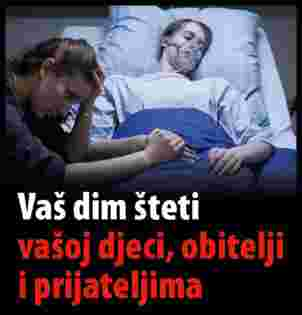 Vaš dim šteti
vašoj djeci, obitelji
i prijateljima